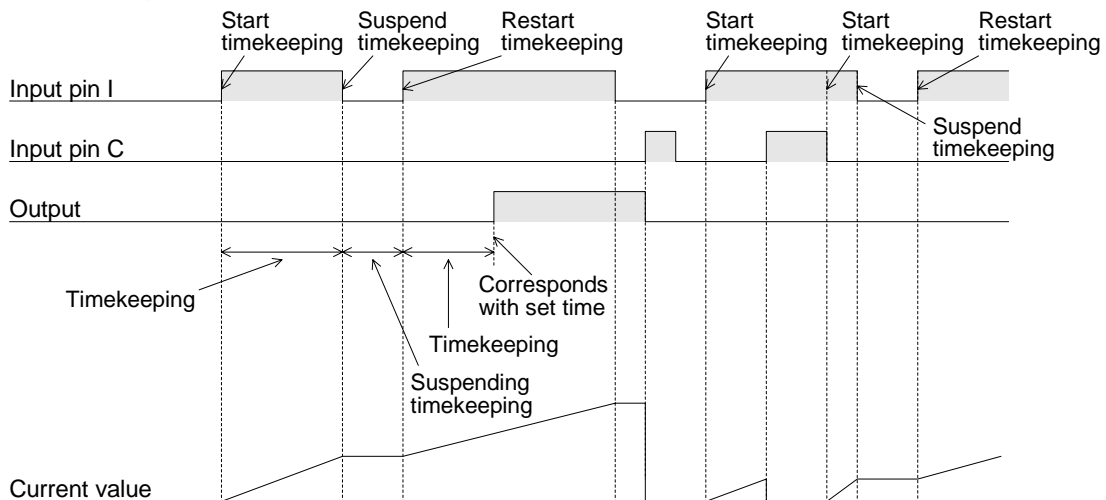 Start
timekeeping
Suspend
timekeeping
Restart
timekeeping
Start
timekeeping
Start
timekeeping
Restart
timekeeping
Input pin I
Suspend
timekeeping
Input pin C
Output
Timekeeping
Corresponds
with set time
Timekeeping
Suspending
timekeeping
Current value